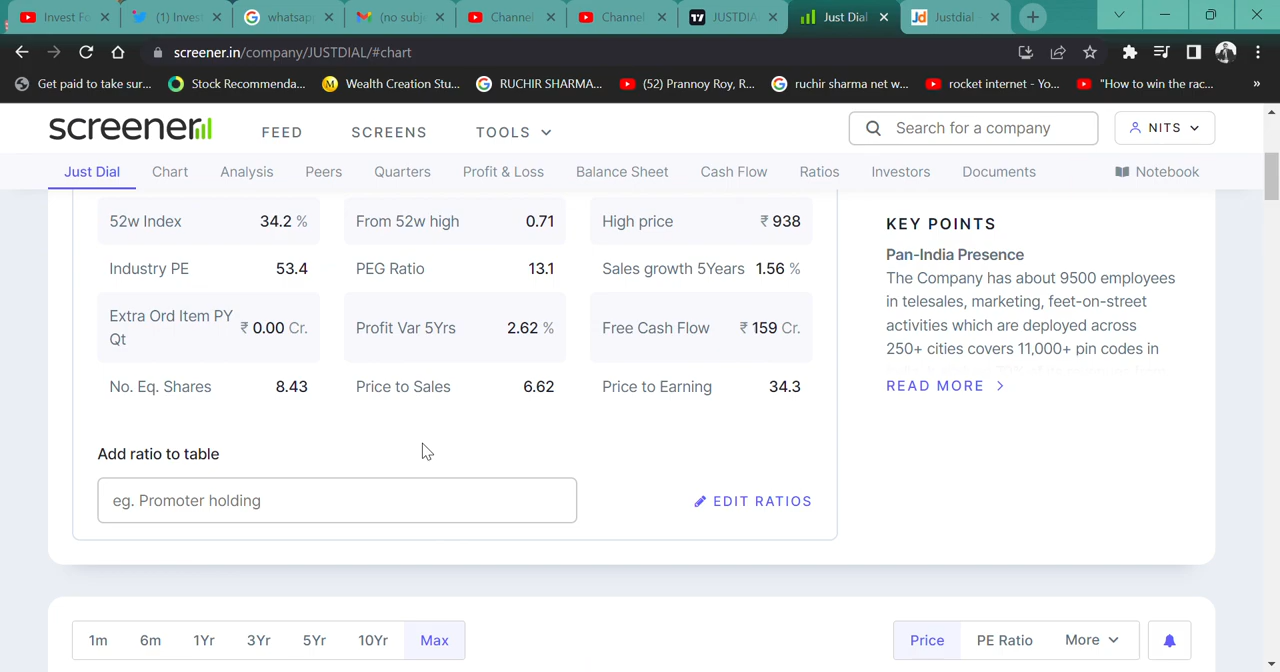 Invest Fo
(1) Invest
whatsap
(no subj
Channel
Channel
JUSTDIA
Just Dial
Justdial
screener.in/company/JUSTDIAL/#chart
Get paid to take sur...
Stock Recommenda...
Wealth Creation Stu...
RUCHIR SHARMA...
(52) Prannoy Roy, R...
ruchir sharma net w...
rocket internet - Yo...
"How to win the rac...
»
screener
FEED
SCREENS
TOOLS
Search for a company
NITS
Just Dial
Chart
Analysis
Peers
Quarters
Profit & Loss
Balance Sheet
Cash Flow
Ratios
Investors
Documents
Notebook
52w Index 34.2 %
From 52w high 0.71
High price ₹ 938
Industry PE 53.4
PEG Ratio 13.1
Sales growth 5Years 1.56 %
Extra Ord Item PY
Qt
₹ 0.00 Cr.
Profit Var 5Yrs 2.62 %
Free Cash Flow ₹ 159 Cr.
No. Eq. Shares 8.43
Price to Sales 6.62
Price to Earning 34.3
Add ratio to table
eg. Promoter holding
EDIT RATIOS
KEY POINTS
Pan-India Presence
The Company has about 9500 employees
in telesales, marketing, feet-on-street
activities which are deployed across
250+ cities covers 11,000+ pin codes in
READ MORE
1m
6m
1Yr
3Yr
5Yr
10Yr
Max
Price
PE Ratio
More